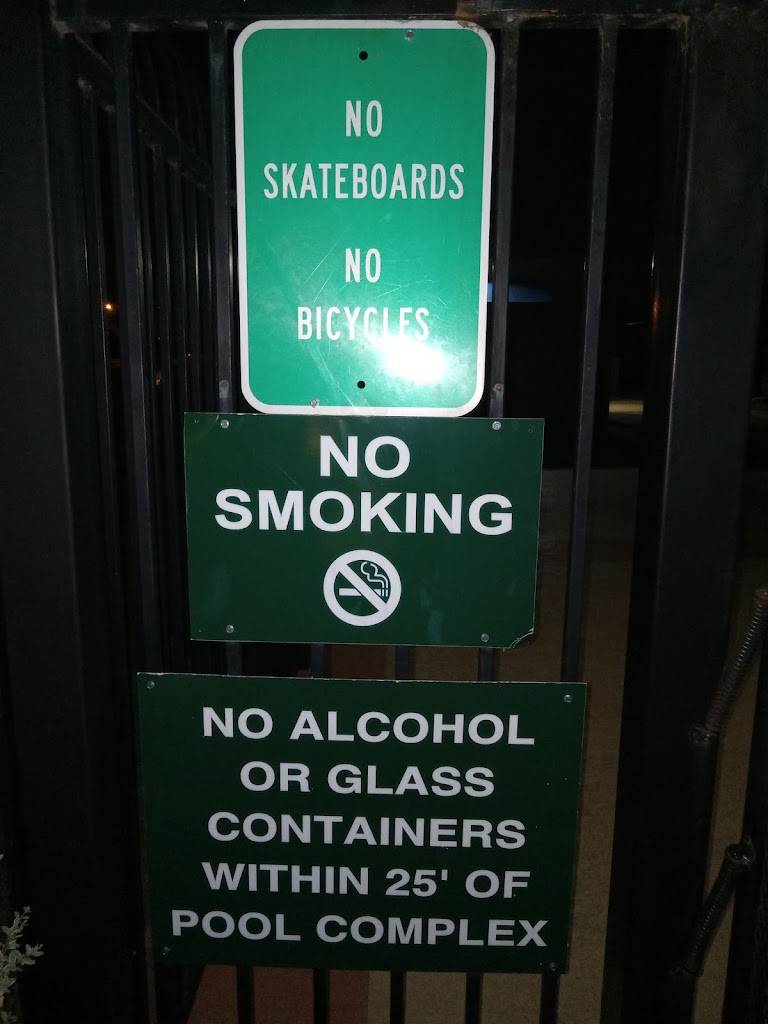 NO
SKATEBOARDS
NO
BICYCLES
NO
SMOKING
NO ALCOHOL
OR GLASS
CONTAINERS
WITHIN 25' OF
POOL COMPLEX